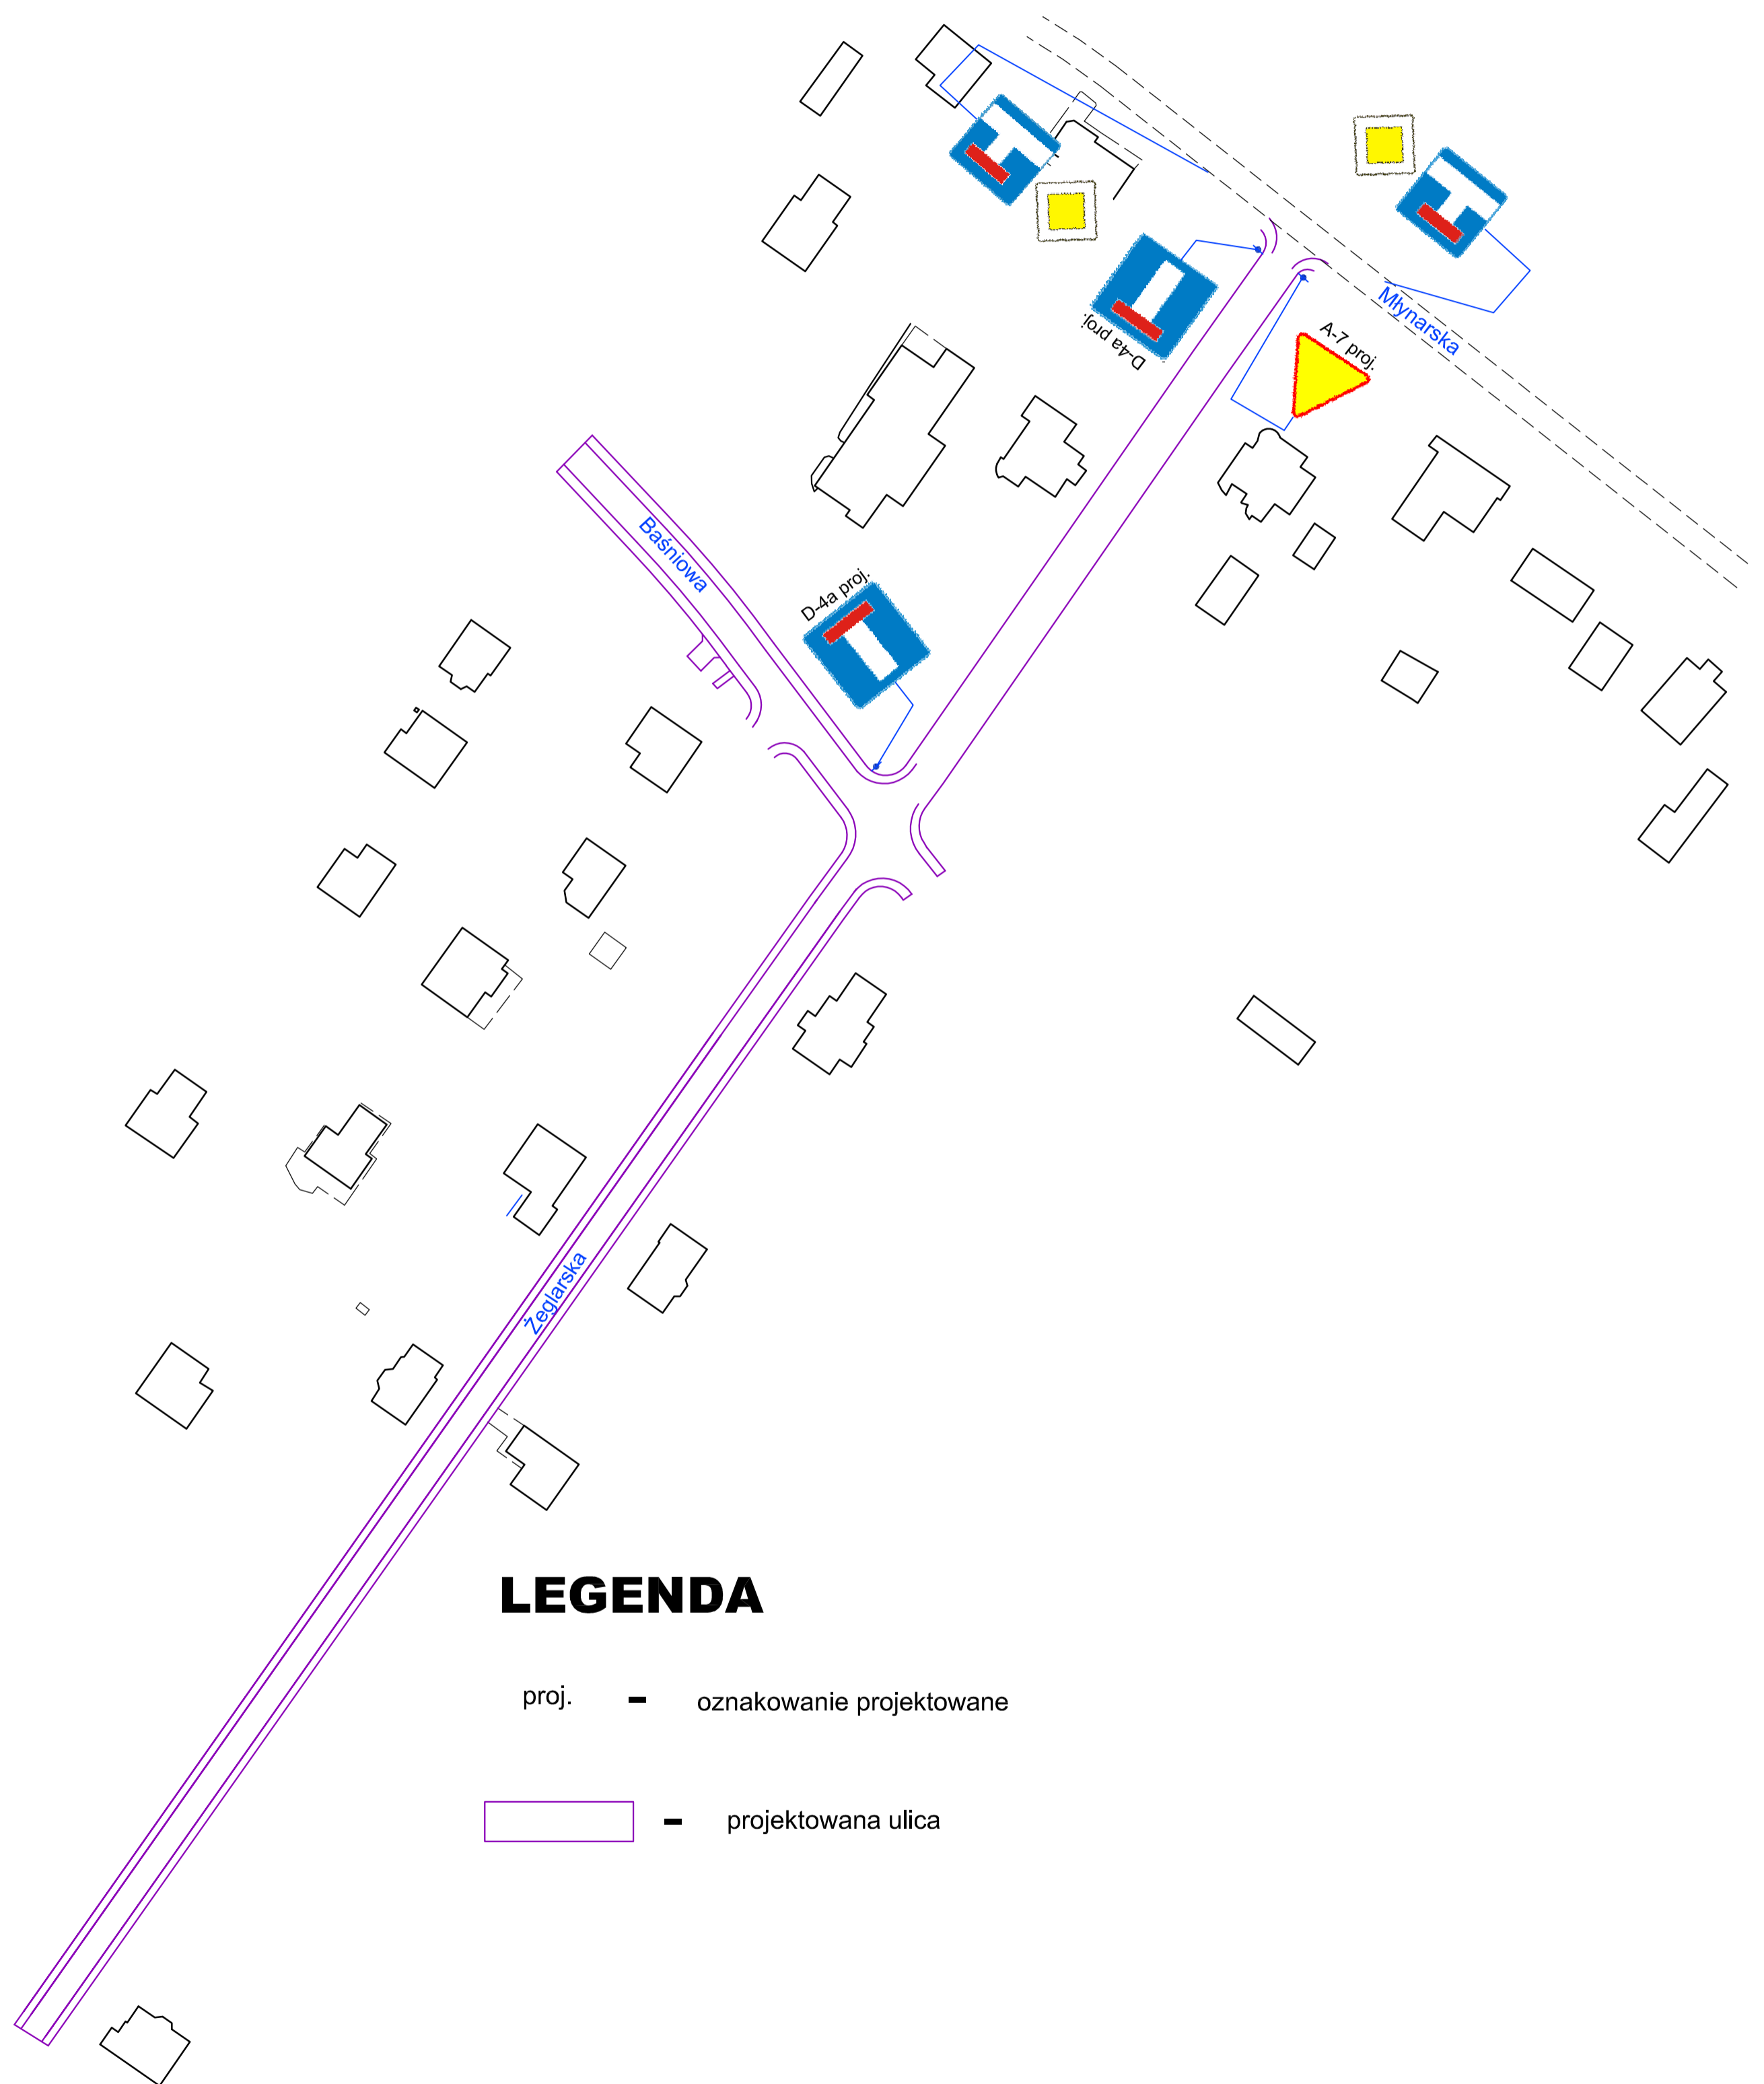 Młynarska
A-7 proj.
D-4a proj.
Baśniowa
D-4a proj.
Żeglarska
LEGENDA
proj. - oznakowanie projektowane
- projektowana ulica